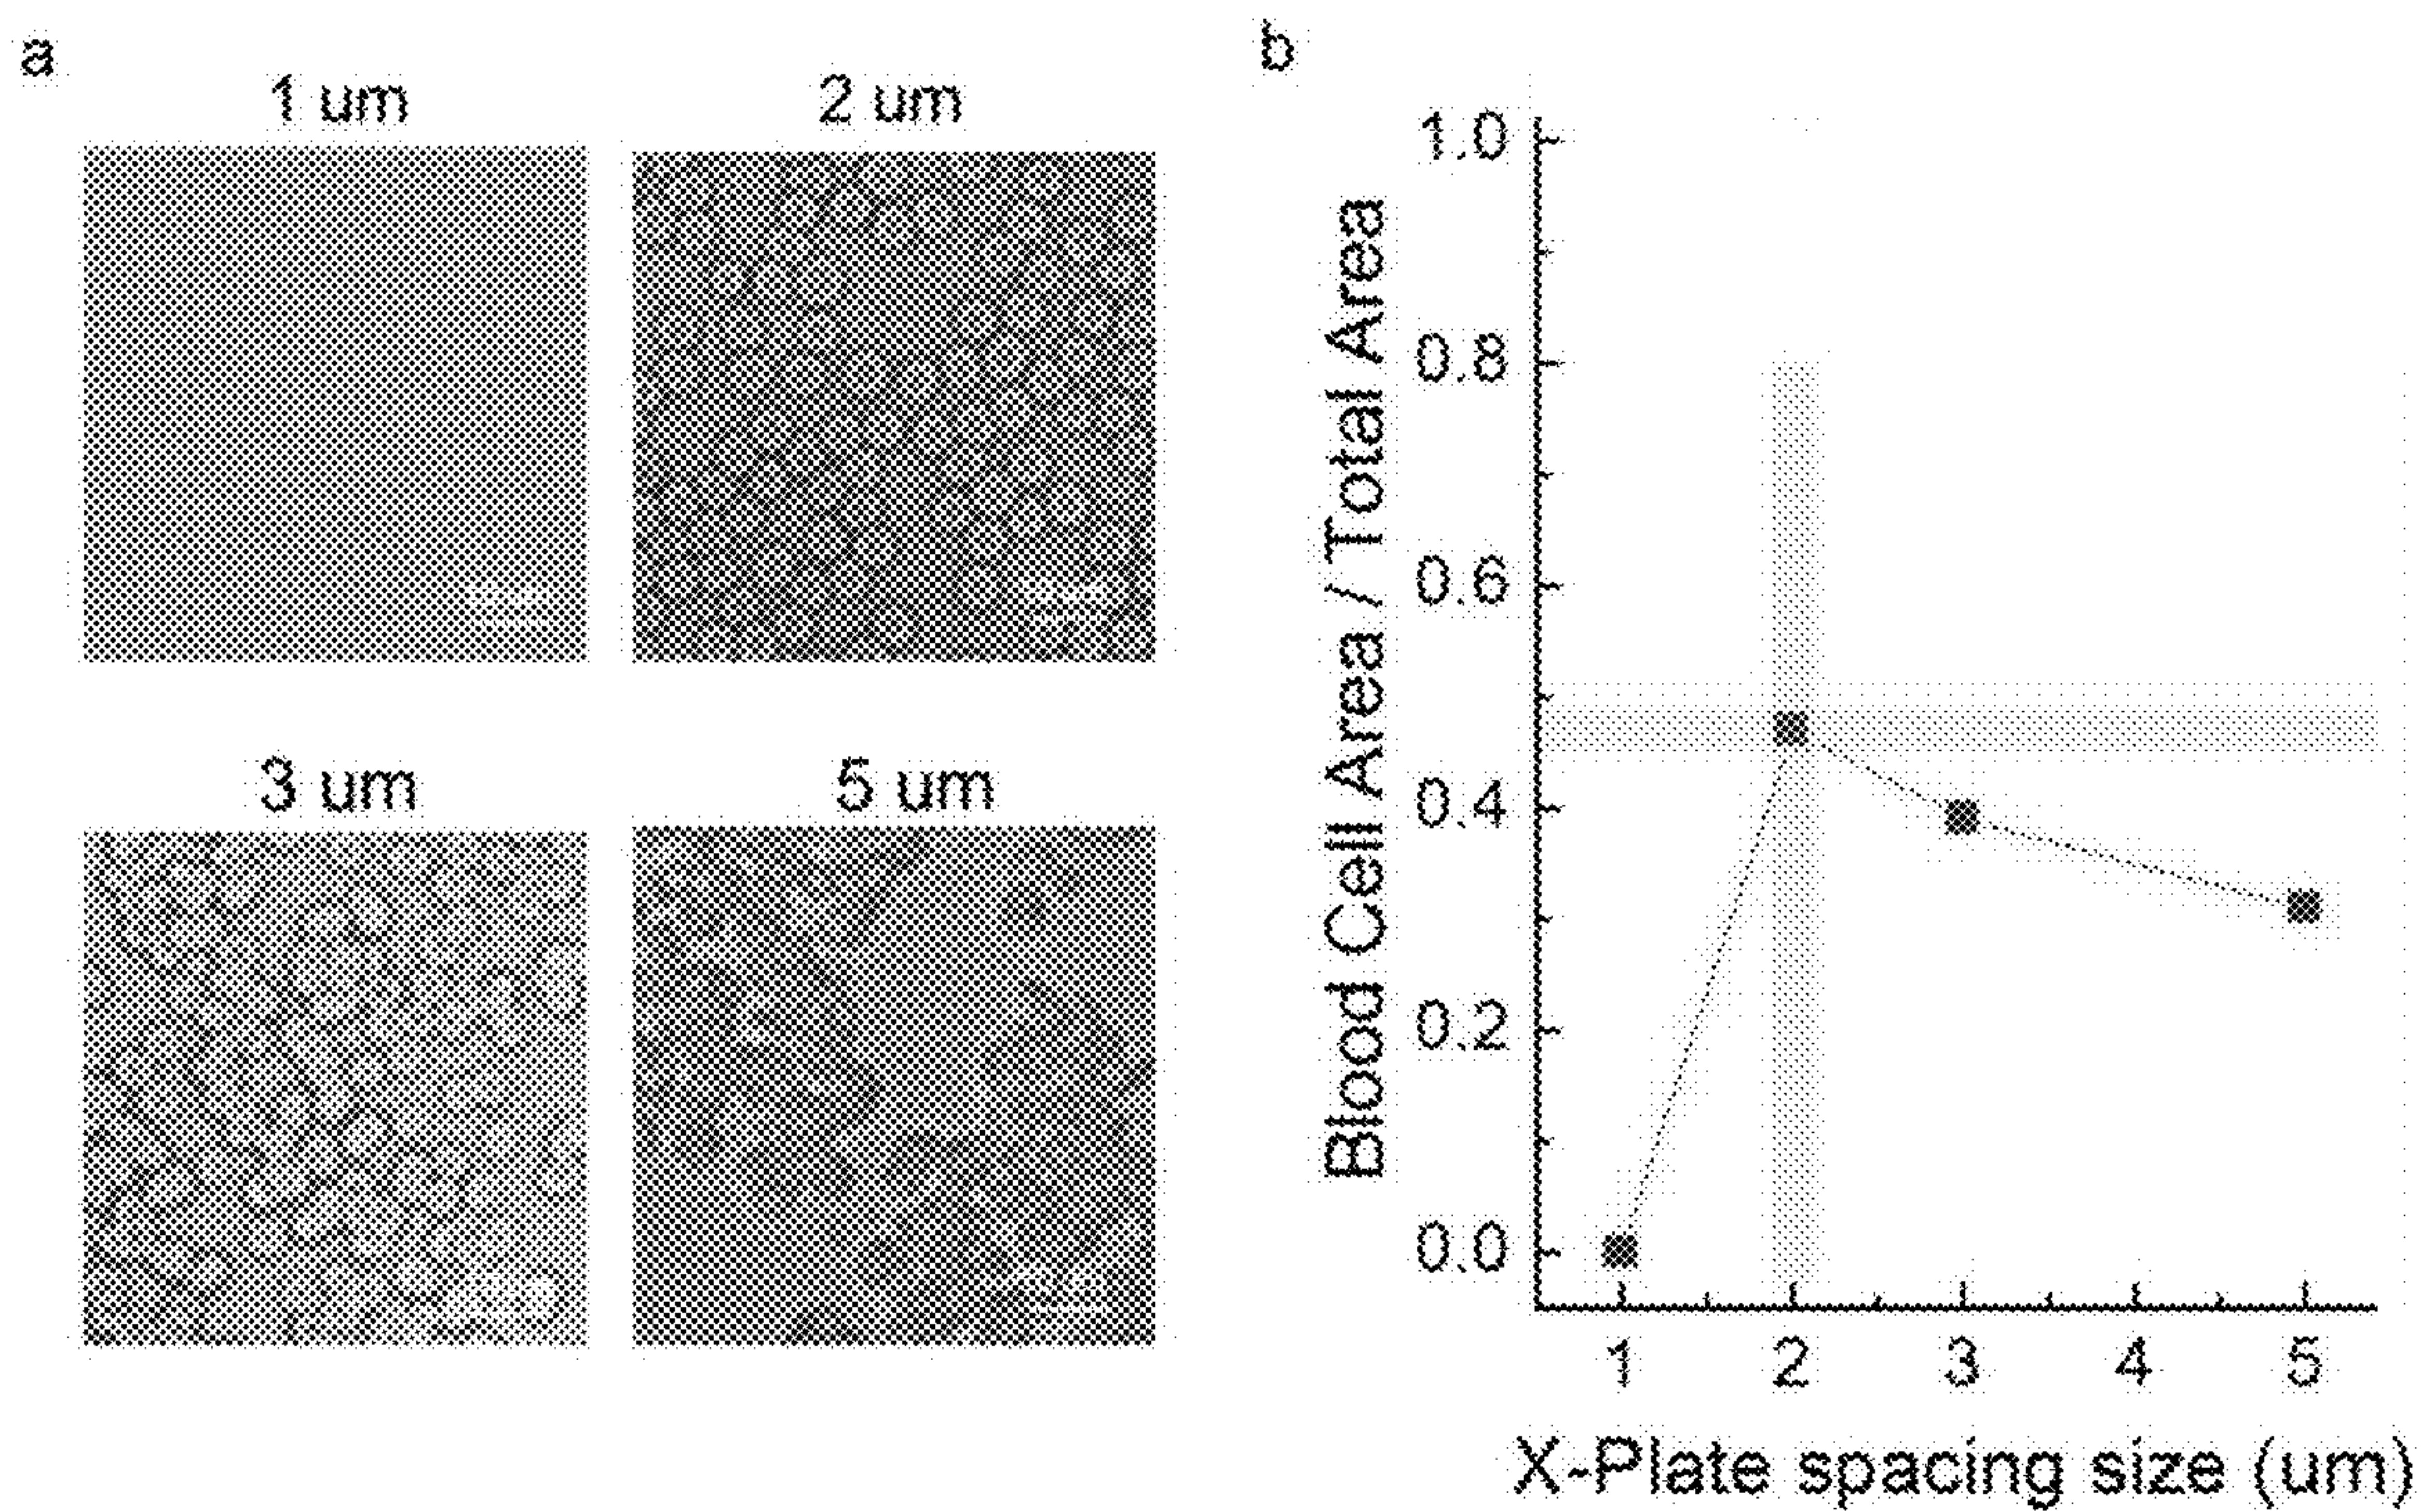 a
1 um
2 um
3 um
5 um
b
Blood Cell Area / Total Area
1.0
0.8
0.6
0.4
0.2
0.0
1 2 3 4 5
X-Plate spacing size (um)